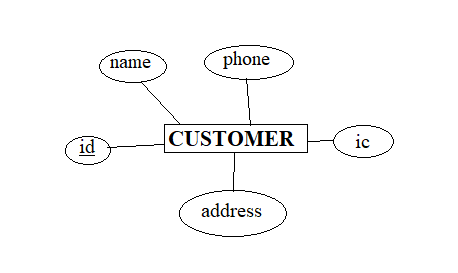 name
phone
id
CUSTOMER
ic
address